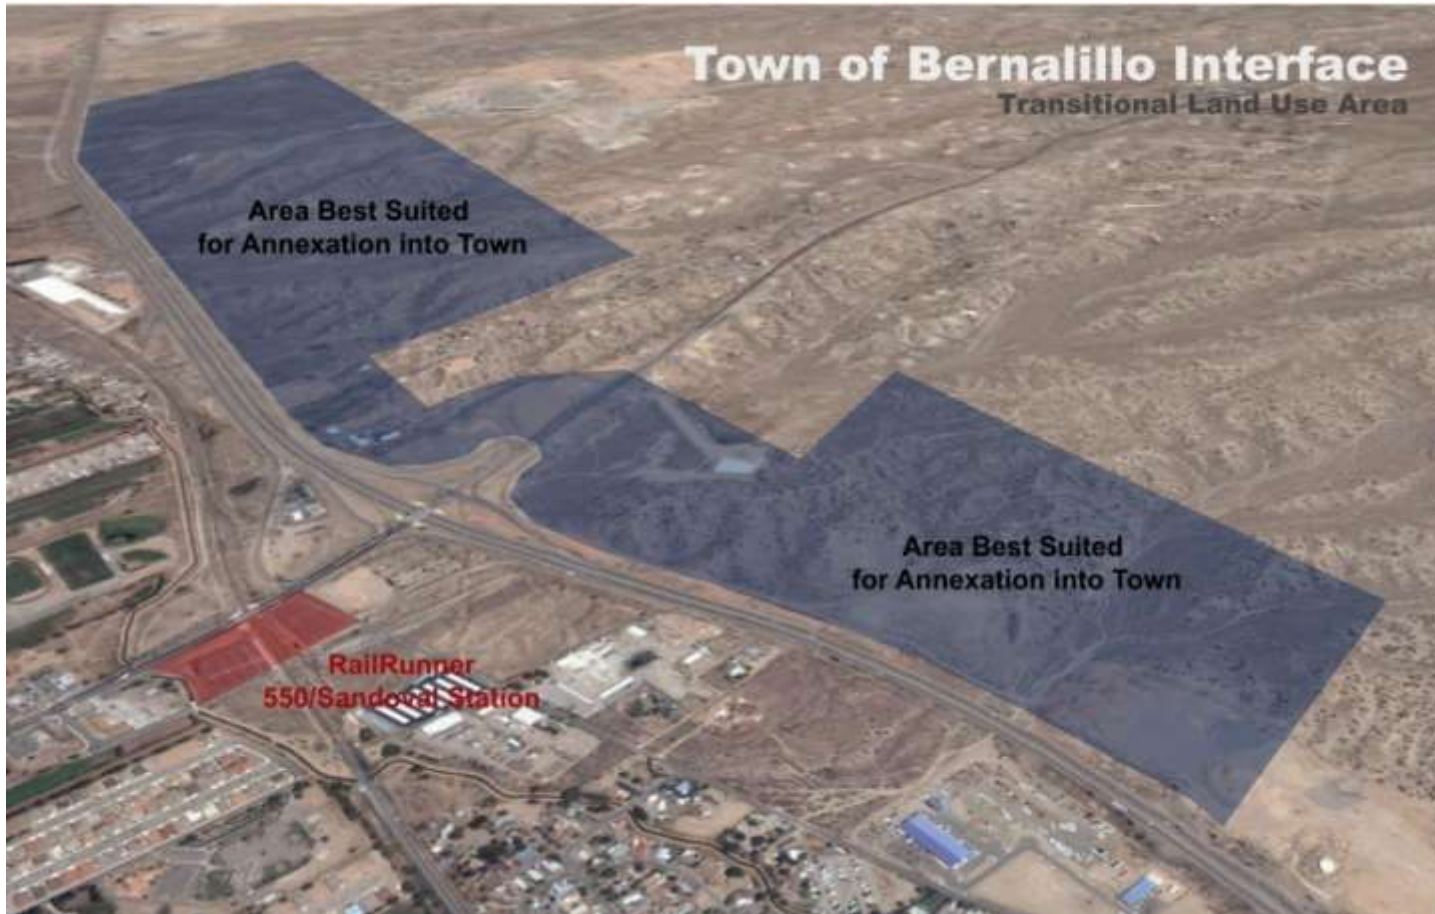 Town of Bernalillo Interface
Transitional Land Use Area
Area Best Suited
for Annexation into Town
Area Best Suited
for Annexation into Town
RailRunner
550/Sandoval Station